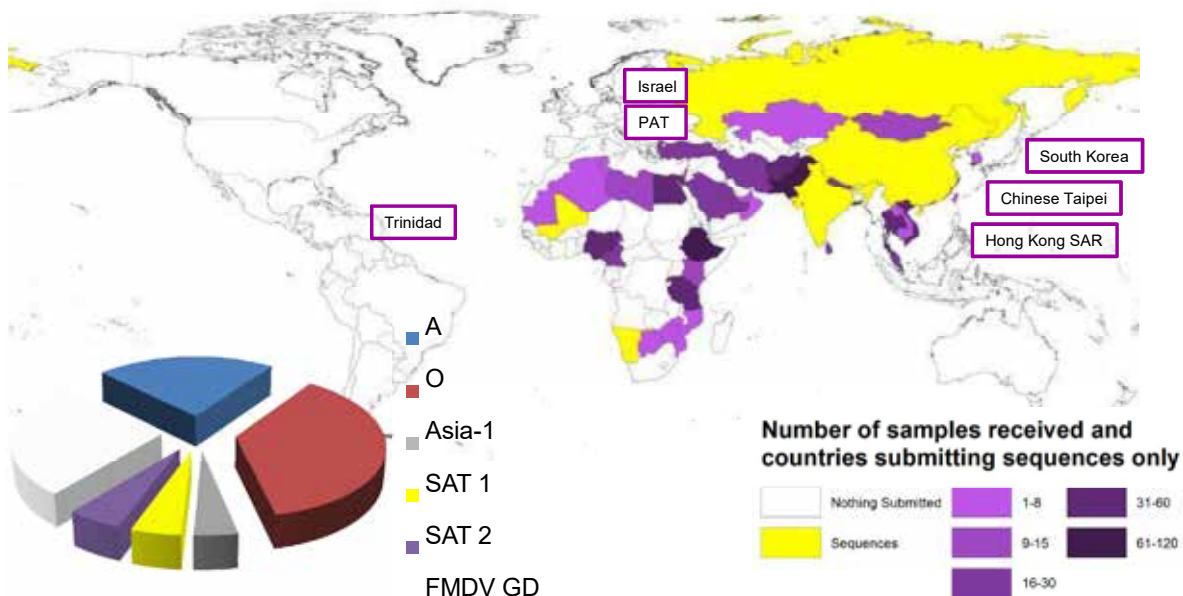 Israel
PAT
South Korea
Chinese Taipei
Trinidad
Hong Kong SAR
A
O
Asia-1
SAT 1
SAT 2
FMDV GD
Number of samples received and
countries submitting sequences only
Nothing Submitted
1-8
31-60
Sequences
9-15
61-120
16-30